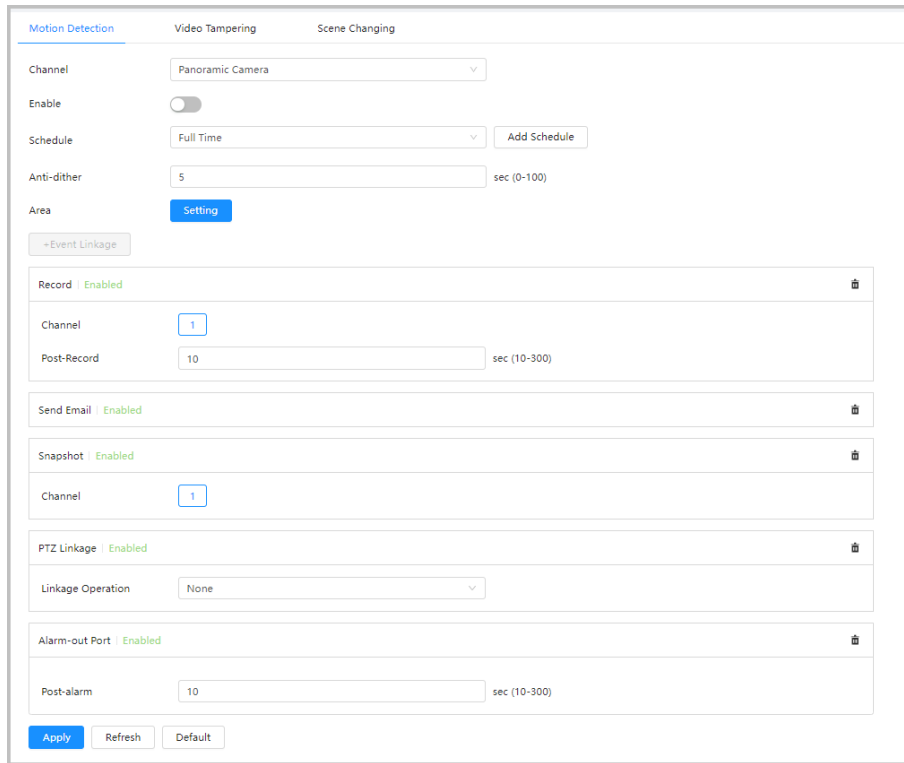 Motion Detection Video Tampering Scene Changing
Channel Panoramic Camera
Enable
Schedule Full Time Add Schedule
Anti-dither 5 sec (0-100)
Area Setting
+Event Linkage
Record Enabled
Channel 1
Post-Record 10 sec (10-300)
Send Email Enabled
Snapshot Enabled
Channel 1
PTZ Linkage Enabled
Linkage Operation None
Alarm-out Port Enabled
Post-alarm 10 sec (10-300)
Apply Refresh Default